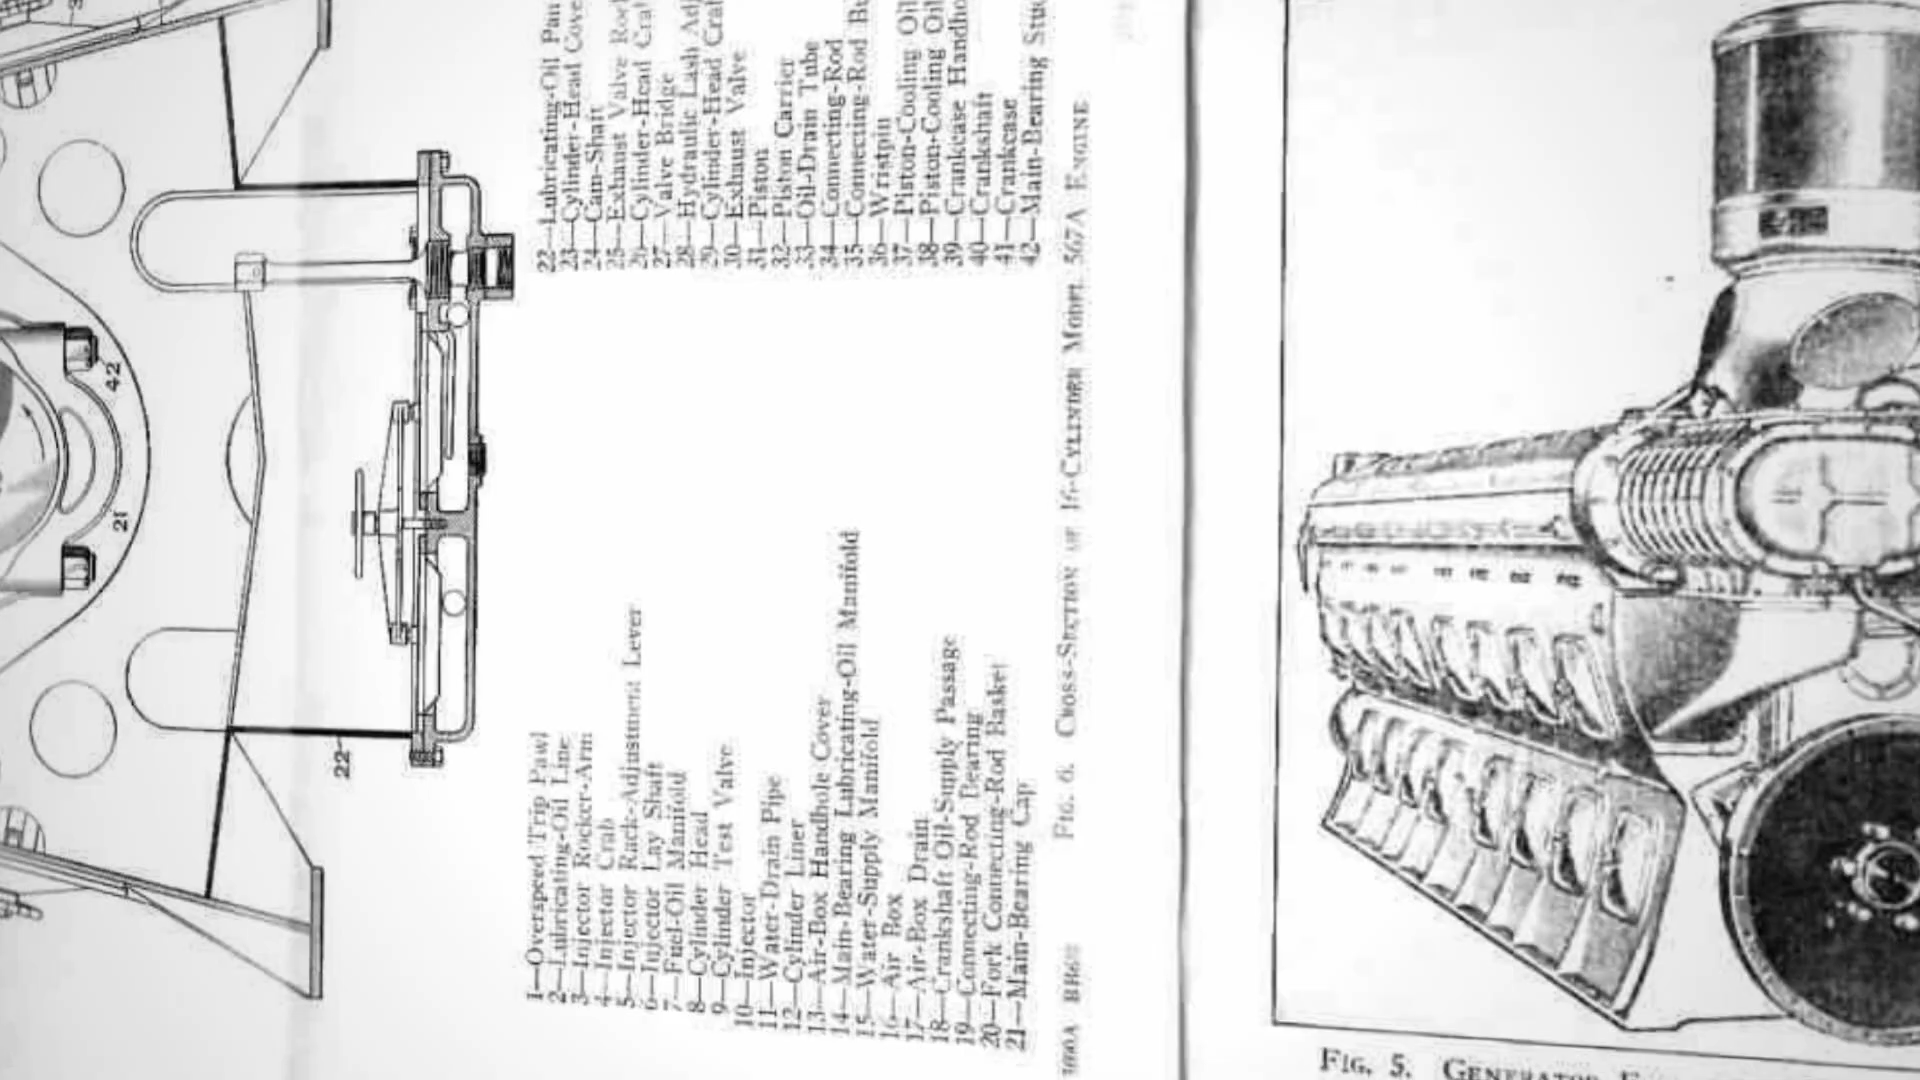 42
21
22
1—Overspeed Trip Pawl
2—Lubricating-Oil Line
3—Injector Rocker-Arm
4—Injector Crab
5—Injector Rack-Adjustment Lever
6—Injector Lay Shaft
7—Fuel-Oil Manifold
8—Cylinder Head
9—Cylinder Test Valve
10—Injector
11—Water-Drain Pipe
12—Cylinder Liner
13—Air-Box Handhole Cover
14—Main-Bearing Lubricating-Oil Manifold
15—Water-Supply Manifold
16—Air Box
17—Air-Box Drain
18—Crankshaft Oil-Supply Passage
19—Connecting-Rod Bearing
20—Fork Connecting-Rod Basket
21—Main-Bearing Cap
22—Lubricating-Oil Pan
23—Cylinder-Head Cove
24—Cam-Shaft
25—Exhaust Valve Roc
26—Cylinder-Head Cra
27—Valve Bridge
28—Hydraulic Lash Adj
29—Cylinder-Head Crab
30—Exhaust Valve
31—Piston
32—Piston Carrier
33—Oil-Drain Tube
34—Connecting-Rod
35—Connecting-Rod Bu
36—Wristpin
37—Piston-Cooling Oil
38—Piston-Cooling Oil
39—Crankcase Handho
40—Crankshaft
41—Crankcase
42—Main-Bearing Stu
Fig. 6. Cross-Section of 16-Cylinder Model 567A Engine
Fig. 5. Generator